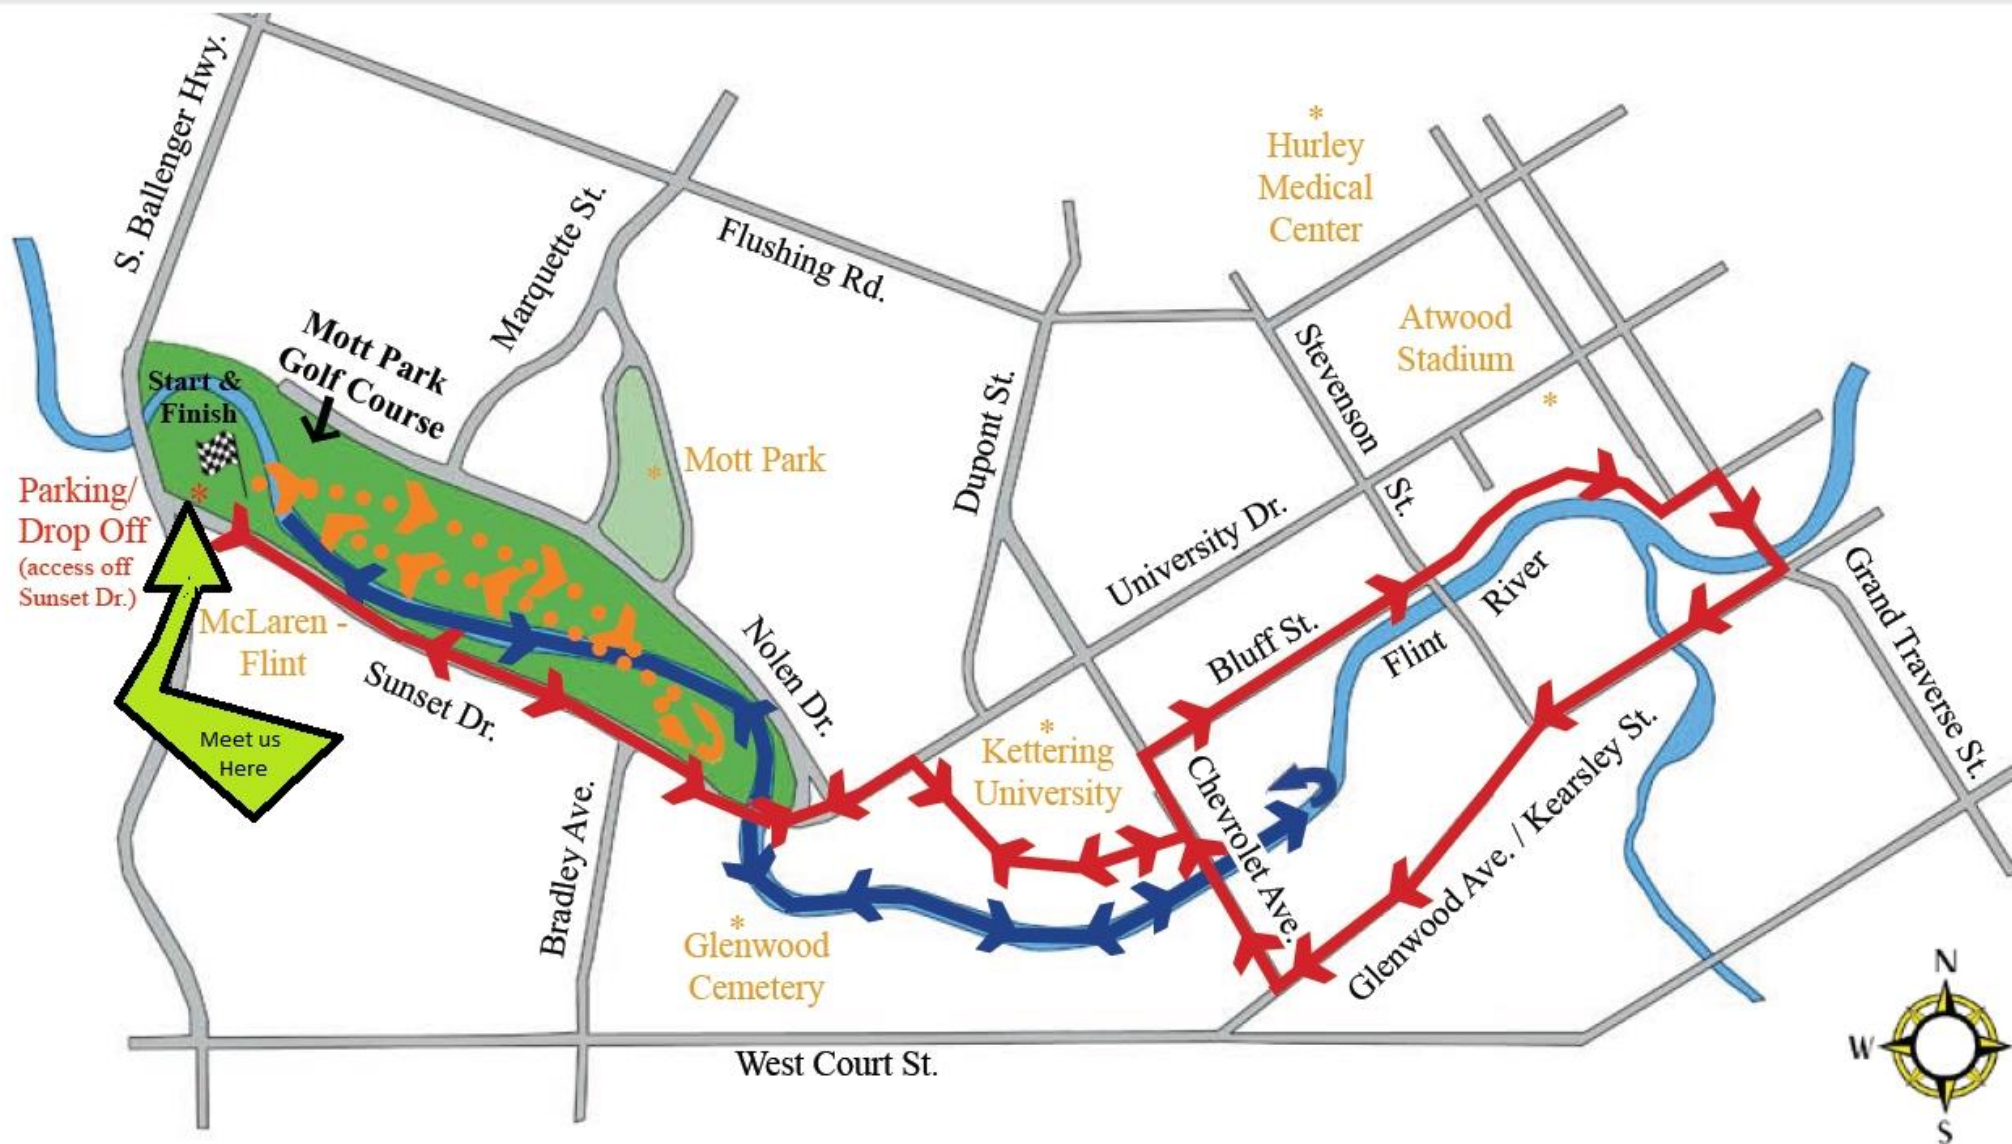 S. Ballenger Hwy.
Marquette St.
Flushing Rd.
*
Hurley
Medical
Center
Mott Park
Golf Course
Start &
Finish
Atwood
Stadium
*
Stevenson
St.
Dupont St.
Mott Park
*
Parking/
Drop Off
(access off
Sunset Dr.)
*
McLaren -
Flint
Meet us
Here
Sunset Dr.
Nolen Dr.
University Dr.
Bluff St.
Flint
River
Grand Traverse St.
*
Kettering
University
Chevrolet Ave.
Glenwood Ave. / Kearsley St.
Bradley Ave.
*
Glenwood
Cemetery
West Court St.
N
W
S